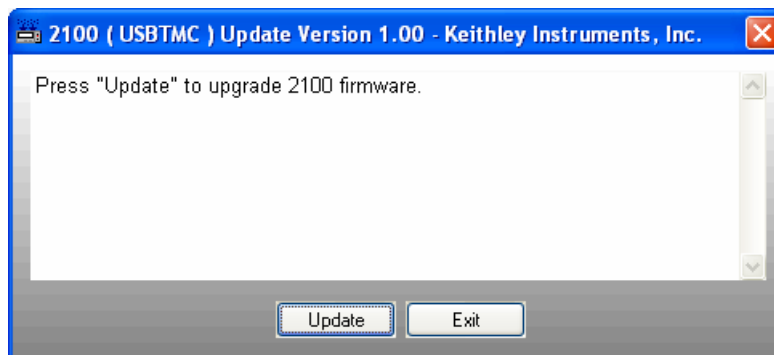 2100 ( USBTMC ) Update Version 1.00 - Keithley Instruments, Inc.
Press "Update" to upgrade 2100 firmware.
Update
Exit